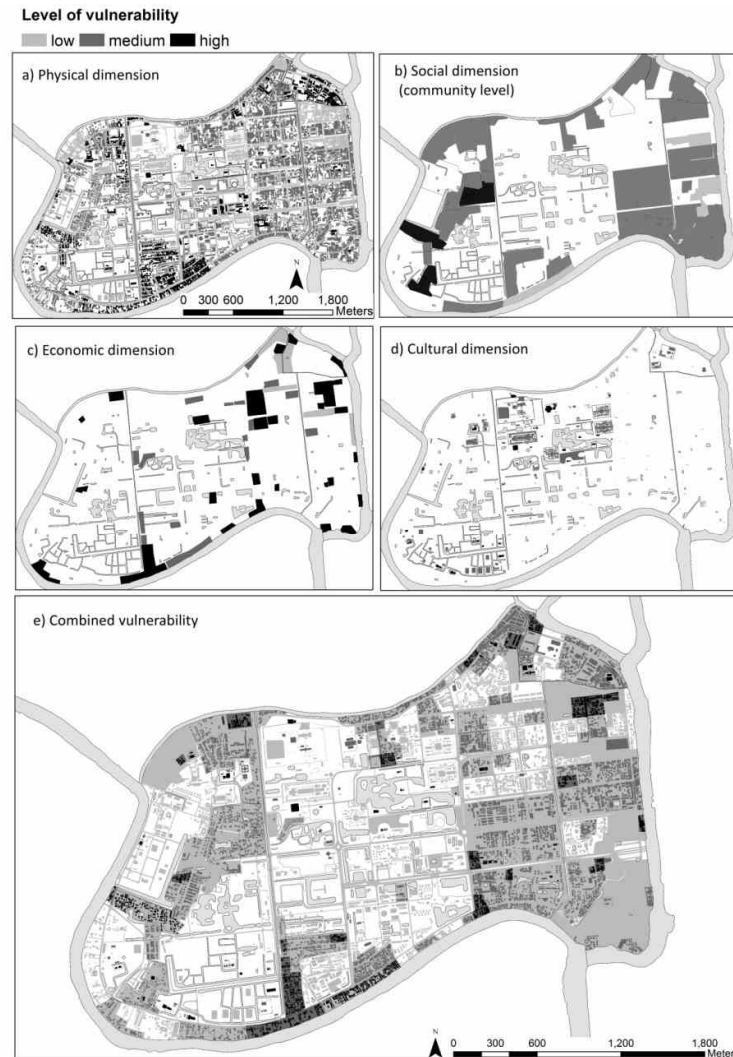 Level of vulnerability
low medium high
a) Physical dimension
N
0 300 600 1,200 1,800
Meters
b) Social dimension
(community level)
c) Economic dimension
d) Cultural dimension
e) Combined vulnerability
N
0 300 600 1,200 1,800
Meters